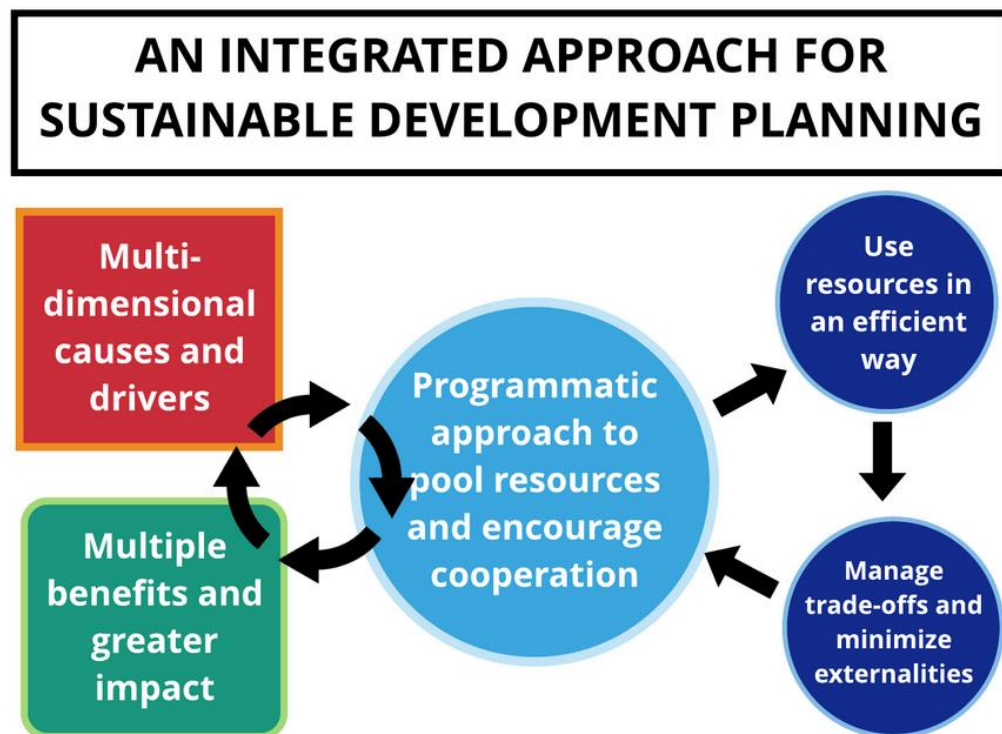 AN INTEGRATED APPROACH FOR
SUSTAINABLE DEVELOPMENT PLANNING
Multi-
dimensional
causes and
drivers
Multiple
benefits and
greater
impact
Programmatic
approach to
pool resources
and encourage
cooperation
Use
resources in
an efficient
way
Manage
trade-offs and
minimize
externalities